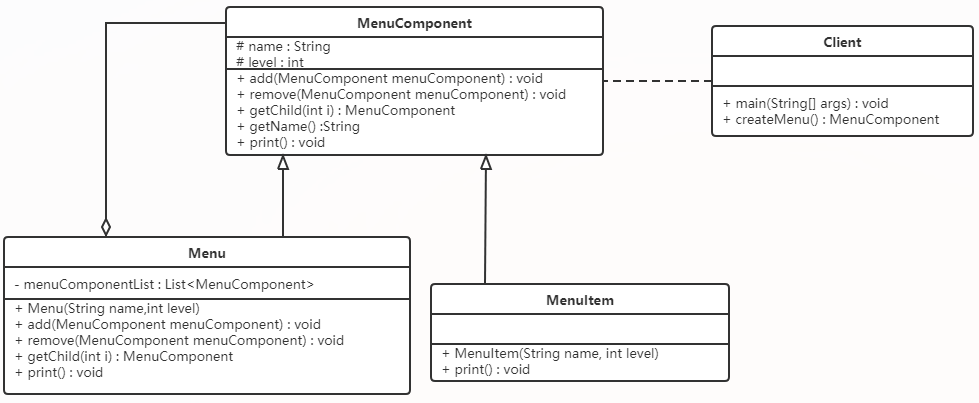 MenuComponent
# name : String
# level : int
+ add(MenuComponent menuComponent) : void
+ remove(MenuComponent menuComponent) : void
+ getChild(int i) : MenuComponent
+ getName() :String
+ print() : void
Client
+ main(String[] args) : void
+ createMenu() : MenuComponent
Menu
- menuComponentList : List<MenuComponent>
+ Menu(String name,int level)
+ add(MenuComponent menuComponent) : void
+ remove(MenuComponent menuComponent) : void
+ getChild(int i) : MenuComponent
+ print() : void
MenuItem
+ MenuItem(String name, int level)
+ print() : void